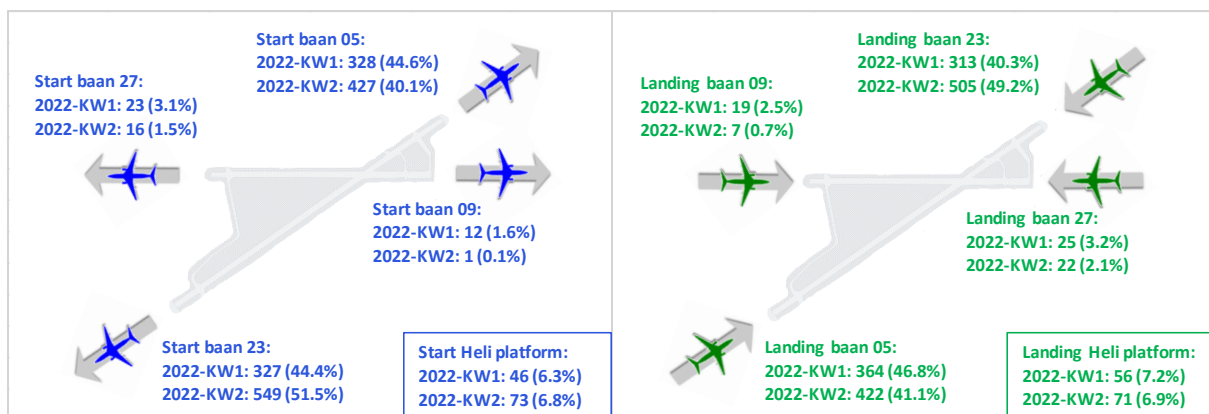 Start baan 05:
2022-KW1: 328 (44.6%)
2022-KW2: 427 (40.1%)
Start baan 27:
2022-KW1: 23 (3.1%)
2022-KW2: 16 (1.5%)
Start baan 09:
2022-KW1: 12 (1.6%)
2022-KW2: 1 (0.1%)
Start baan 23:
2022-KW1: 327 (44.4%)
2022-KW2: 549 (51.5%)
Start Heli platform:
2022-KW1: 46 (6.3%)
2022-KW2: 73 (6.8%)
Landing baan 23:
2022-KW1: 313 (40.3%)
2022-KW2: 505 (49.2%)
Landing baan 09:
2022-KW1: 19 (2.5%)
2022-KW2: 7 (0.7%)
Landing baan 27:
2022-KW1: 25 (3.2%)
2022-KW2: 22 (2.1%)
Landing baan 05:
2022-KW1: 364 (46.8%)
2022-KW2: 422 (41.1%)
Landing Heli platform:
2022-KW1: 56 (7.2%)
2022-KW2: 71 (6.9%)